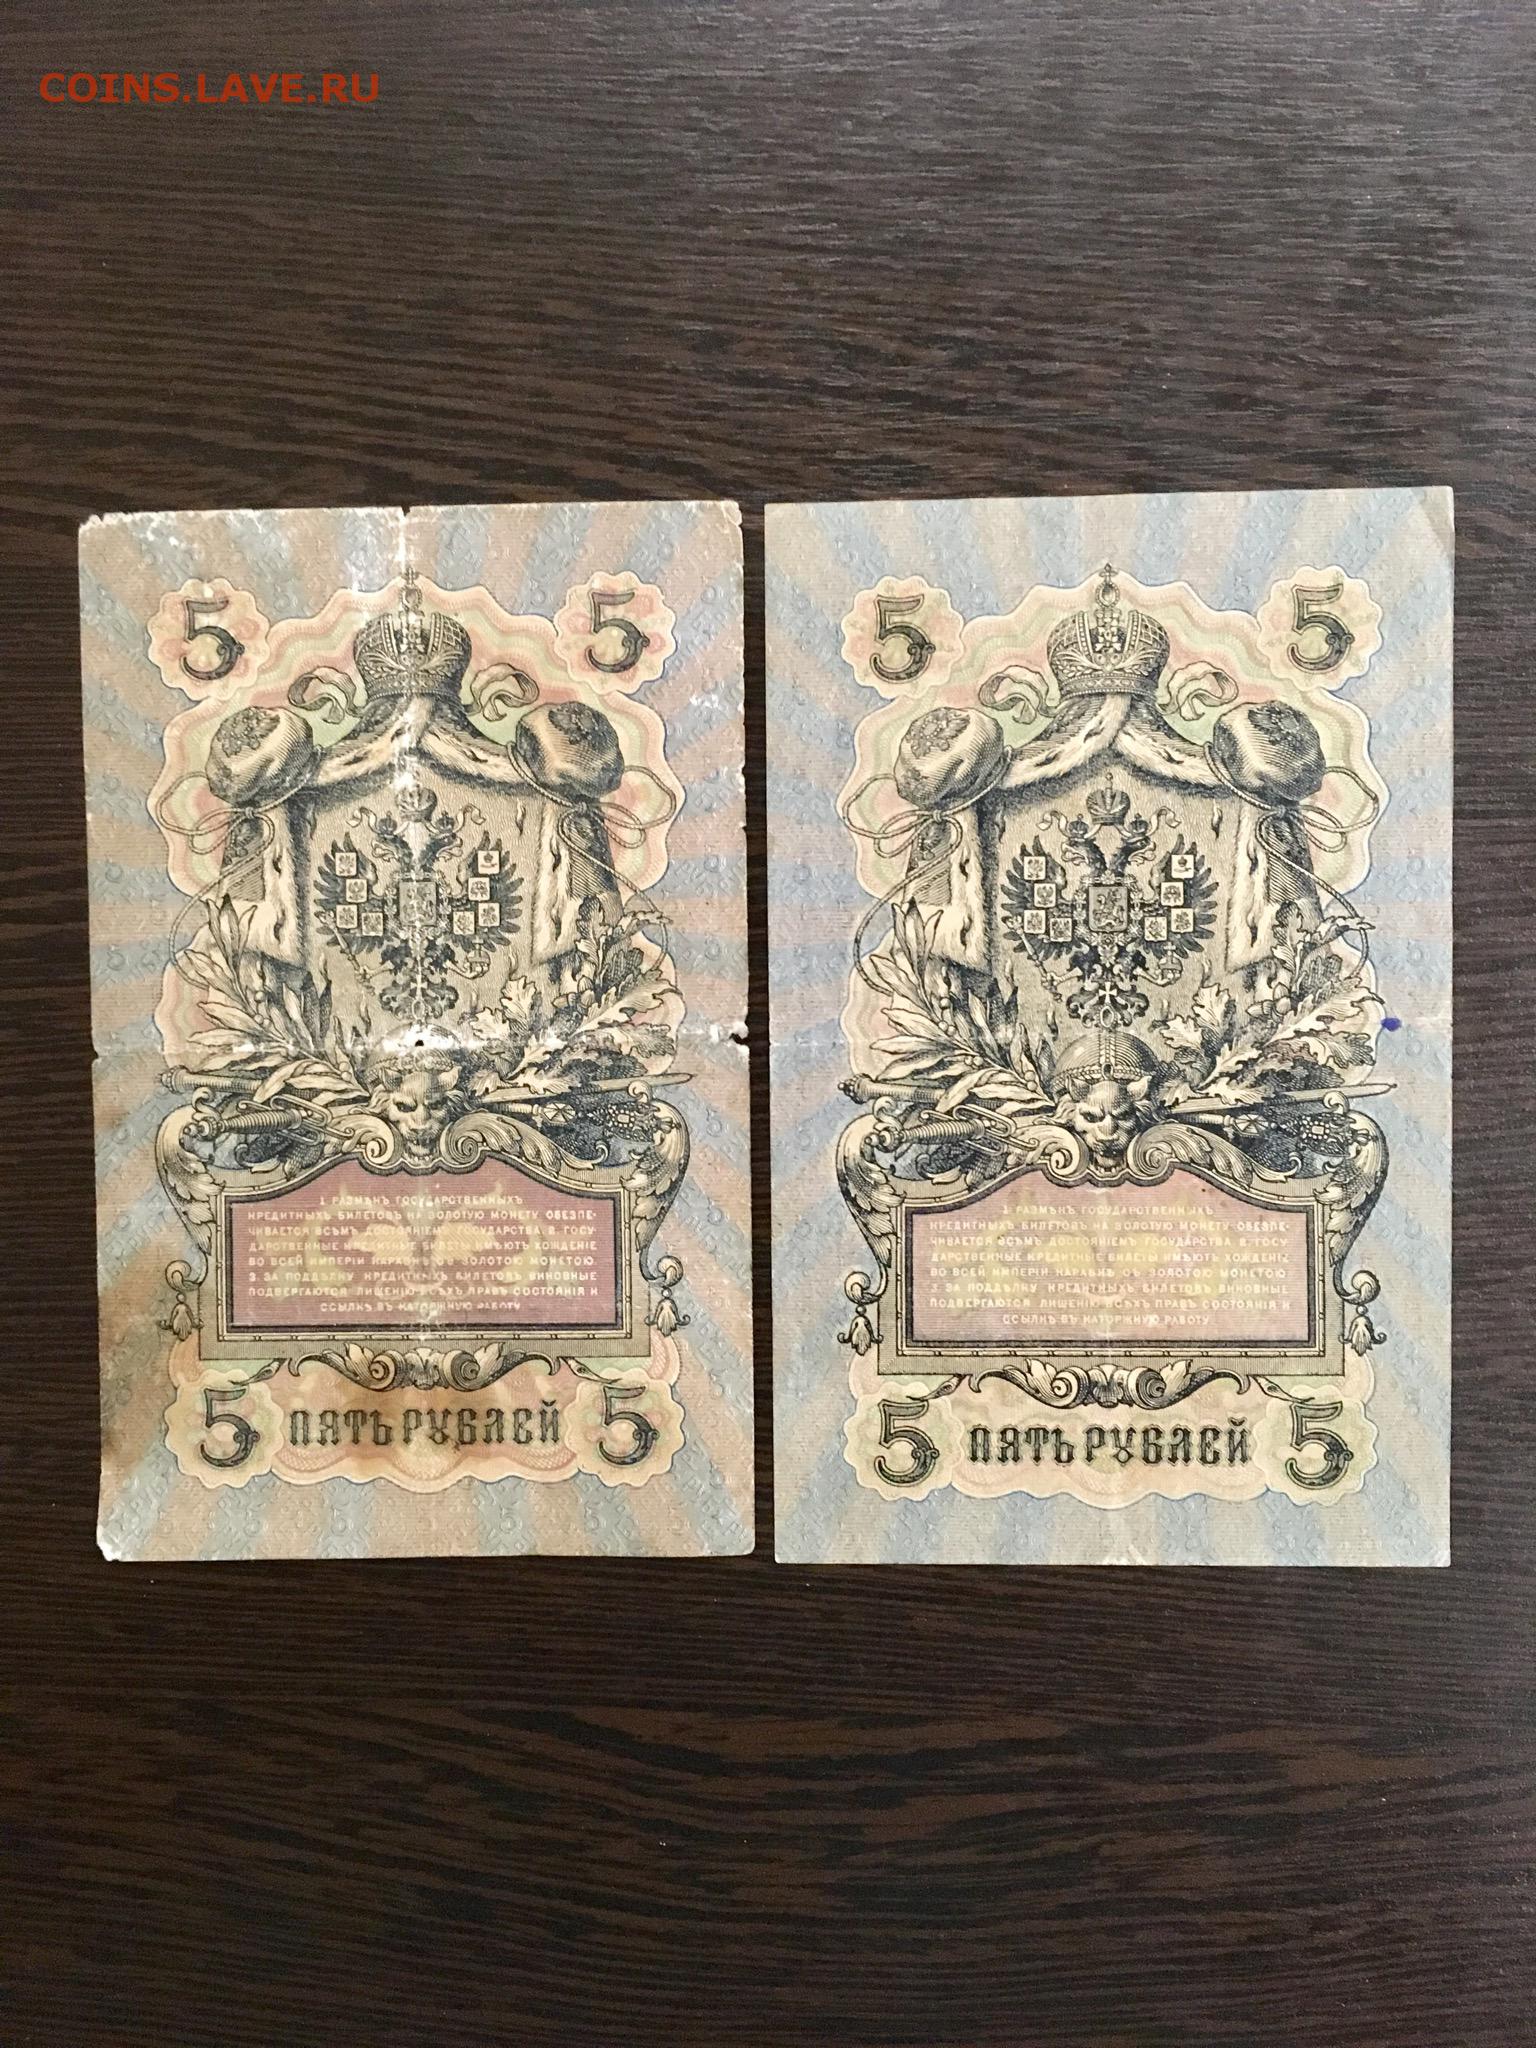 COINS.LAVE.RU
5 5
1. РАЗМѢНЪ ГОСУДАРСТВЕННЫХЪ
КРЕДИТНЫХЪ БИЛЕТОВЪ НА ЗОЛОТУЮ МОНЕТУ ОБЕЗПЕ-
ЧИВАЕТСЯ ВСѢМЪ ДОСТОЯНІЕМЪ ГОСУДАРСТВА. 2. ГОСУ-
ДАРСТВЕННЫЕ КРЕДИТНЫЕ БИЛЕТЫ ИМѢЮТЪ ХОЖДЕНІЕ
ВО ВСЕЙ ИМПЕРІИ НАРАВНѢ СЪ ЗОЛОТОЮ МОНЕТОЮ.
3. ЗА ПОДДѢЛКУ КРЕДИТНЫХЪ БИЛЕТОВЪ ВИНОВНЫЕ
ПОДВЕРГАЮТСЯ ЛИШЕНІЮ ВСѢХЪ ПРАВЪ СОСТОЯНІЯ И
ССЫЛКѢ ВЪ КАТОРЖНУЮ РАБОТУ
5 ПЯТЬ РУБЛЕЙ 5
5 5
1. РАЗМѢНЪ ГОСУДАРСТВЕННЫХЪ
КРЕДИТНЫХЪ БИЛЕТОВЪ НА ЗОЛОТУЮ МОНЕТУ ОБЕЗПЕ-
ЧИВАЕТСЯ ВСѢМЪ ДОСТОЯНІЕМЪ ГОСУДАРСТВА. 2. ГОСУ-
ДАРСТВЕННЫЕ КРЕДИТНЫЕ БИЛЕТЫ ИМѢЮТЪ ХОЖДЕНІЕ
ВО ВСЕЙ ИМПЕРІИ НАРАВНѢ СЪ ЗОЛОТОЮ МОНЕТОЮ.
3. ЗА ПОДДѢЛКУ КРЕДИТНЫХЪ БИЛЕТОВЪ ВИНОВНЫЕ
ПОДВЕРГАЮТСЯ ЛИШЕНІЮ ВСѢХЪ ПРАВЪ СОСТОЯНІЯ И
ССЫЛКѢ ВЪ КАТОРЖНУЮ РАБОТУ
5 ПЯТЬ РУБЛЕЙ 5